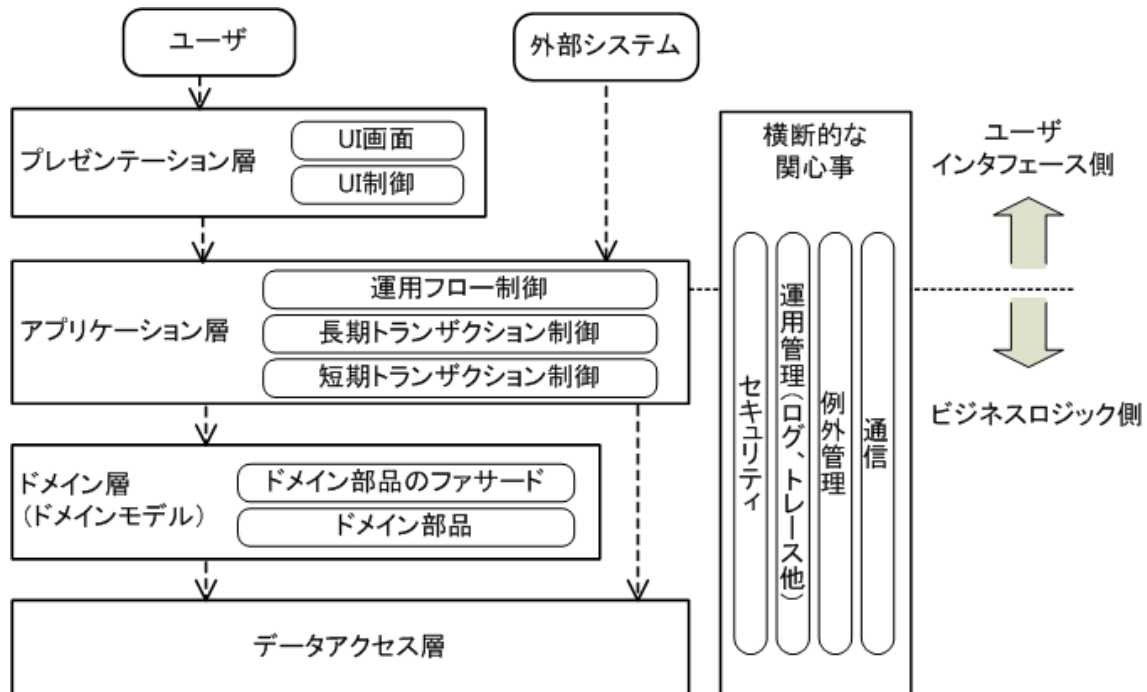 ユーザ
外部システム
プレゼンテーション層
UI画面
UI制御
アプリケーション層
運用フロー制御
長期トランザクション制御
短期トランザクション制御
ドメイン層
(ドメインモデル)
ドメイン部品のファサード
ドメイン部品
データアクセス層
横断的な
関心事
セキュリティ
運用管理(ログ、トレース他)
例外管理
通信
ユーザ
インタフェース側
ビジネスロジック側